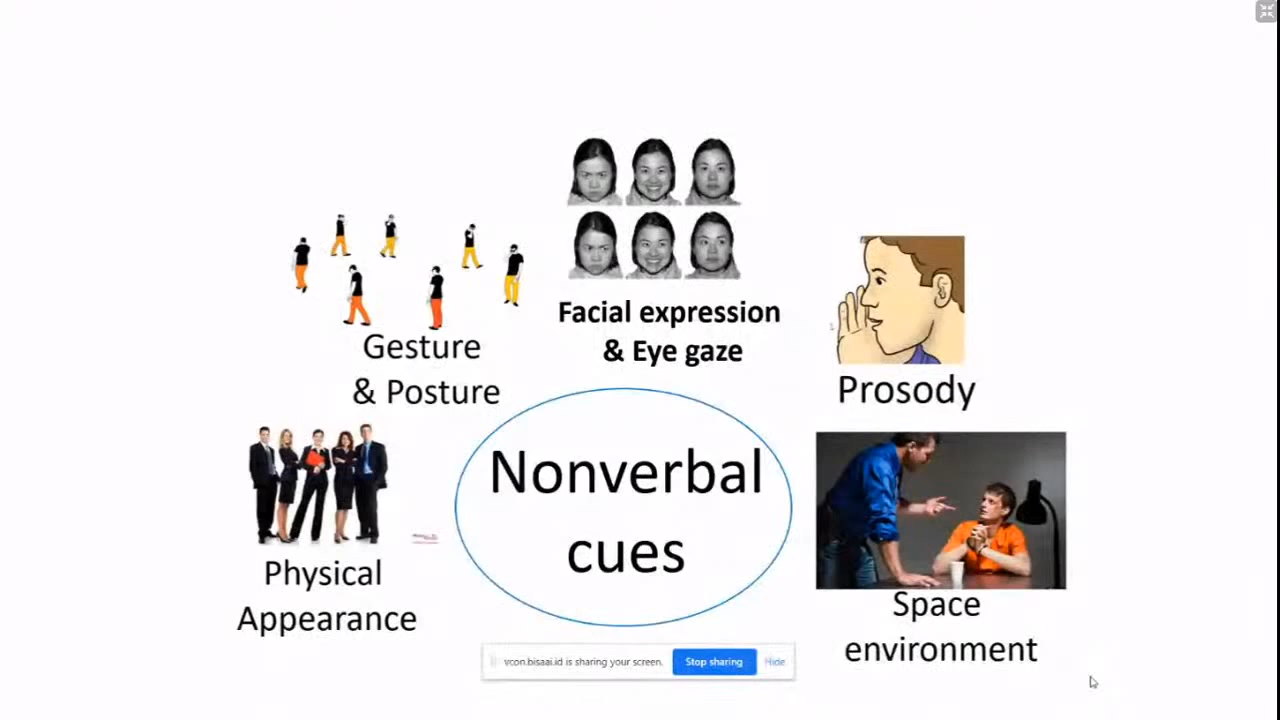 Facial expression
& Eye gaze
Gesture
& Posture
Prosody
Nonverbal
cues
Physical
Appearance
Space
environment
vcon.bisaai.id is sharing your screen.
Stop sharing
Hide